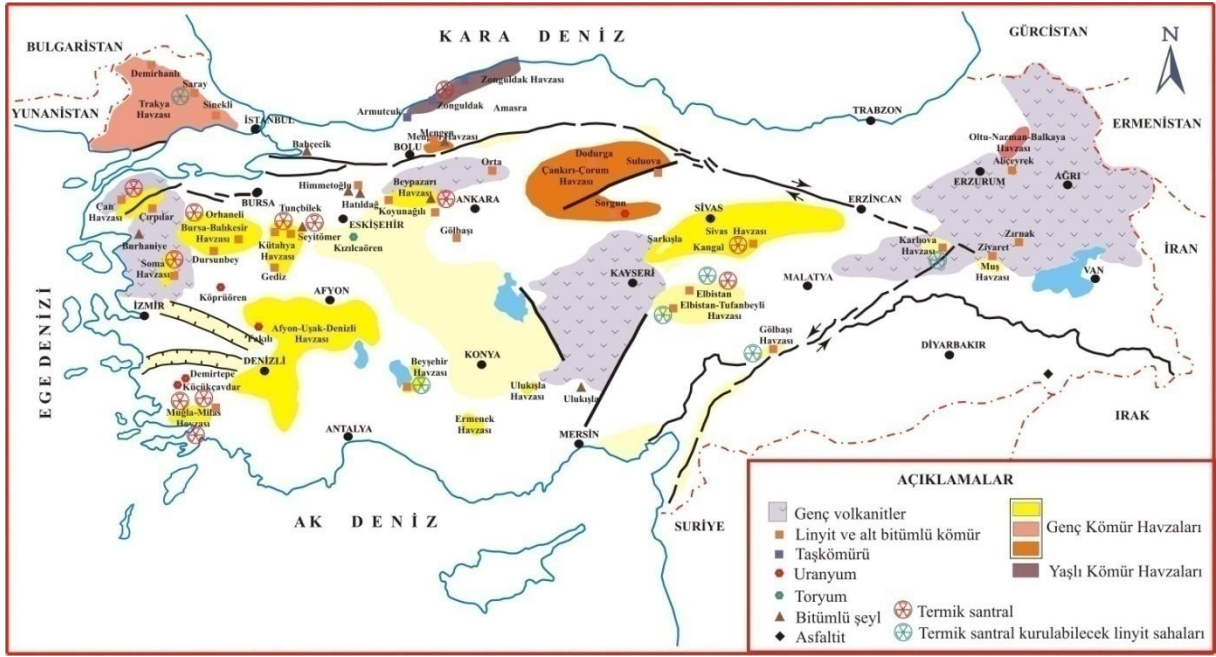 BULGARİSTAN
KARA DENİZ
GÜRCİSTAN
N
YUNANİSTAN
Demirhanlı
Saray
Trakya
Havzası
Sinekli
İSTANBUL
Zonguldak Havzası
Zonguldak
Armutcuk
Amasra
TRABZON
ERMENİSTAN
Bahçecik
Mengen
Mengen Havzası
BOLU
Orta
Dodurga
Çankırı-Çorum
Havzası
Suluova
Sorgun
Oltu-Narman-Balkaya
Havzası
Aliçeyrek
ERZURUM
AĞRI
Çan
Havzası
Çırpılar
BURSA
Orhaneli
Bursa-Balıkesir
Havzası
Dursunbey
Burhaniye
Soma
Havzası
Himmetoğlu
Hatıldağ
Beypazarı
Havzası
Koyunağılı
ANKARA
Gölbaşı
Tunçbilek
Seyitömer
Kütahya
Havzası
Gediz
ESKİŞEHİR
Kızılcaören
SİVAS
Sivas Havzası
Şarkışla
Kangal
ERZİNCAN
Karlıova
Havzası
Zırnak
Ziyaret
Muş
Havzası
İRAN
VAN
Köprüören
İZMİR
AFYON
Afyon-Uşak-Denizli
Havzası
Fakılı
DENİZLİ
KAYSERİ
Elbistan
Elbistan-Tufanbeyli
Havzası
MALATYA
Gölbaşı
DİYARBAKIR
EGE DENİZİ
Demirtepe
Küçükçavdar
Muğla-Milas
Havzası
Beyşehir
Havzası
KONYA
Ulukışla
Havzası
Ulukışla
Ermenek
Havzası
ANTALYA
MERSİN
IRAK
SURİYE
AK DENİZ
AÇIKLAMALAR
Genç volkanitler
Linyit ve alt bitümlü kömür
Taşkömürü
Uranyum
Toryum
Bitümlü şeyl
Asfaltit
Genç Kömür Havzaları
Yaşlı Kömür Havzaları
Termik santral
Termik santral kurulabilecek linyit sahaları